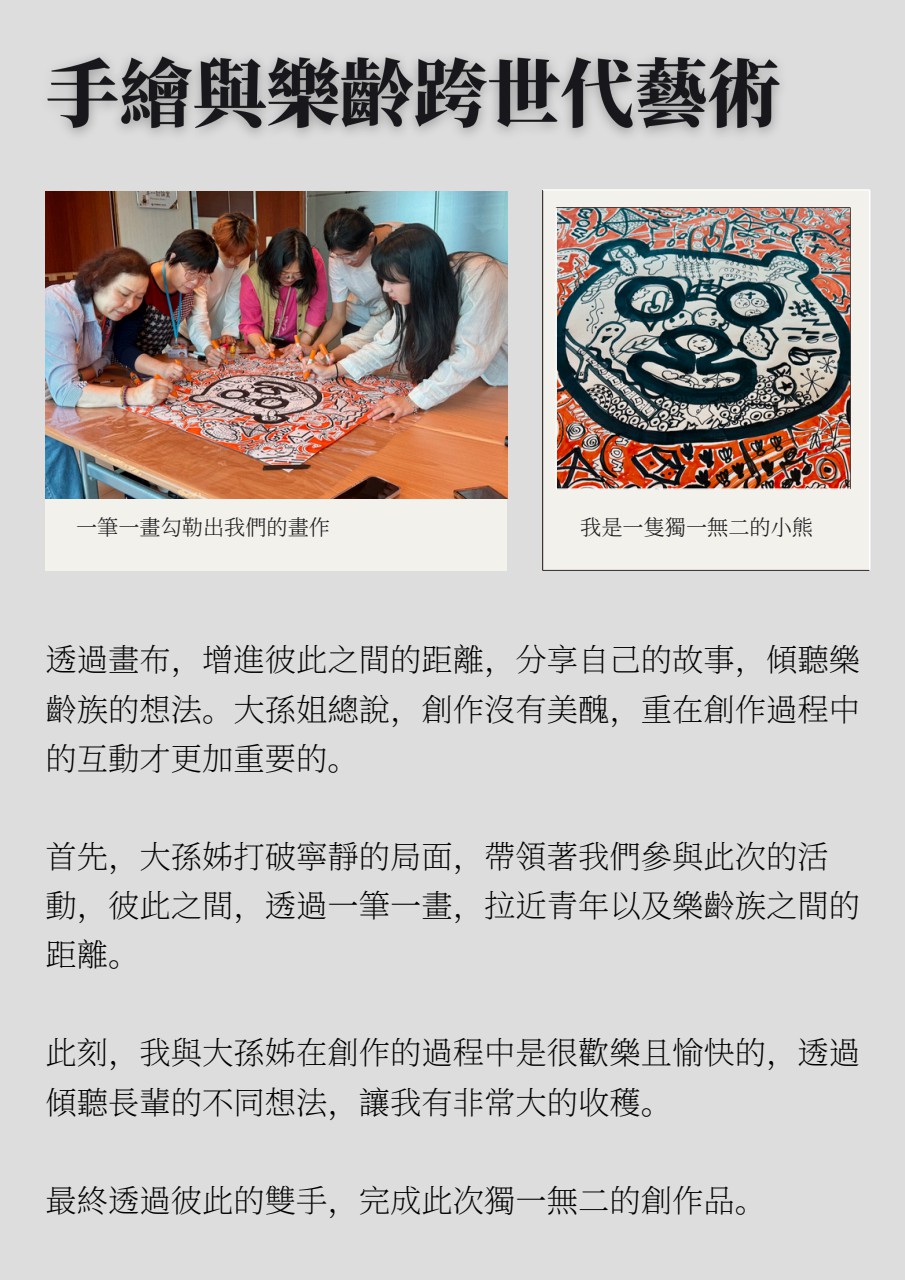 手繪與樂齡跨世代藝術
一筆一畫勾勒出我們的畫作
我是一隻獨一無二的小熊
透過畫布，增進彼此之間的距離，分享自己的故事，傾聽樂
齡族的想法。大孫姐總說，創作沒有美醜，重在創作過程中
的互動才更加重要的。
首先，大孫姊打破寧靜的局面，帶領著我們參與此次的活
動，彼此之間，透過一筆一畫，拉近青年以及樂齡族之間的
距離。
此刻，我與大孫姊在創作的過程中是很歡樂且愉快的，透過
傾聽長輩的不同想法，讓我有非常大的收穫。
最終透過彼此的雙手，完成此次獨一無二的創作品。